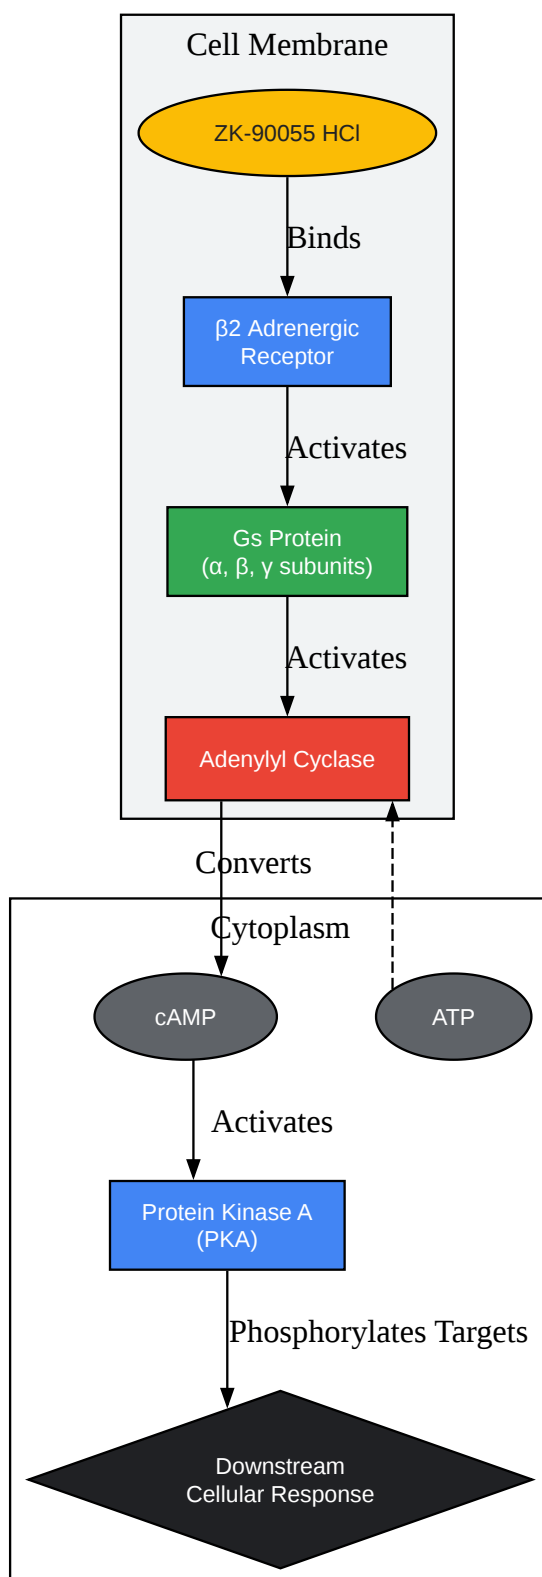 Cell Membrane
ZK-90055 HCl
Binds
β2 Adrenergic
Receptor
Activates
Gs Protein
(α, β, γ subunits)
Activates
Adenylyl Cyclase
Converts
Cytoplasm
cAMP
ATP
Activates
Protein Kinase A
(PKA)
Phosphorylates Targets
Downstream
Cellular Response